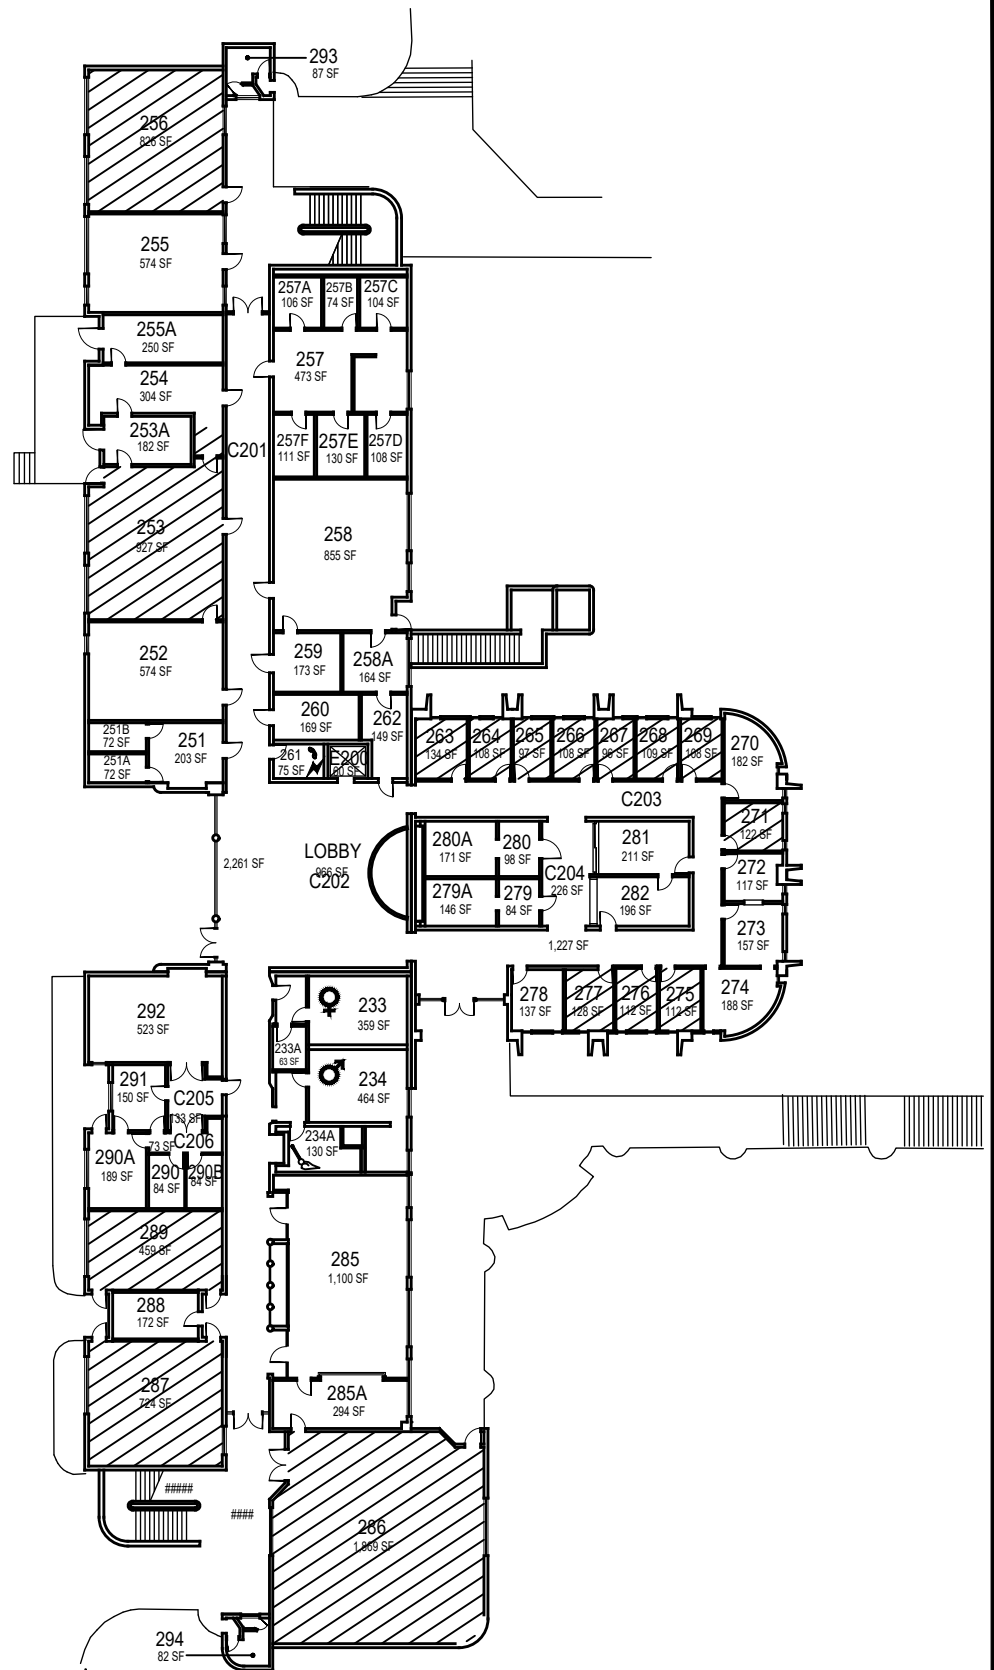 293
87 SF
256
826 SF
255
574 SF
257A
106 SF
257B
74 SF
257C
104 SF
255A
250 SF
257
473 SF
254
304 SF
253A
182 SF
C201
257F
111 SF
257E
130 SF
257D
108 SF
253
927 SF
258
855 SF
252
574 SF
259
173 SF
258A
164 SF
260
169 SF
262
149 SF
251B
72 SF
251
203 SF
251A
72 SF
261
75 SF
E200
80 SF
263
134 SF
264
108 SF
265
97 SF
266
108 SF
267
96 SF
268
109 SF
269
108 SF
270
182 SF
C203
271
122 SF
LOBBY
966 SF
C202
2,261 SF
280A
171 SF
280
98 SF
281
211 SF
C204
226 SF
272
117 SF
279A
146 SF
279
84 SF
282
196 SF
273
157 SF
1,227 SF
292
523 SF
233
359 SF
278
137 SF
277
128 SF
276
112 SF
275
112 SF
274
188 SF
233A
63 SF
291
150 SF
C205
133 SF
234
464 SF
73 SF
C206
234A
130 SF
290A
189 SF
290
84 SF
290B
84 SF
289
459 SF
285
1,100 SF
288
172 SF
287
724 SF
285A
294 SF
#####
####
286
1,869 SF
294
82 SF